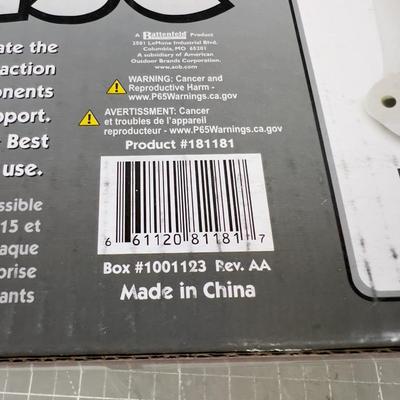 ate the
action
onents
pport.
Best
use.
ssible
15 et
aque
prise
ants
A Battenfeld Product
2501 LeMone Industrial Blvd.
Columbia, MO 65201
A subsidiary of American
Outdoor Brands Corporation.
www.aob.com
WARNING: Cancer and
Reproductive Harm -
www.P65Warnings.ca.gov
AVERTISSEMENT: Cancer
et troubles de l'appareil
reproducteur - www.P65Warnings.ca.gov
Product #181181
6 61120 81181 7
Box #1001123 Rev. AA
Made in China